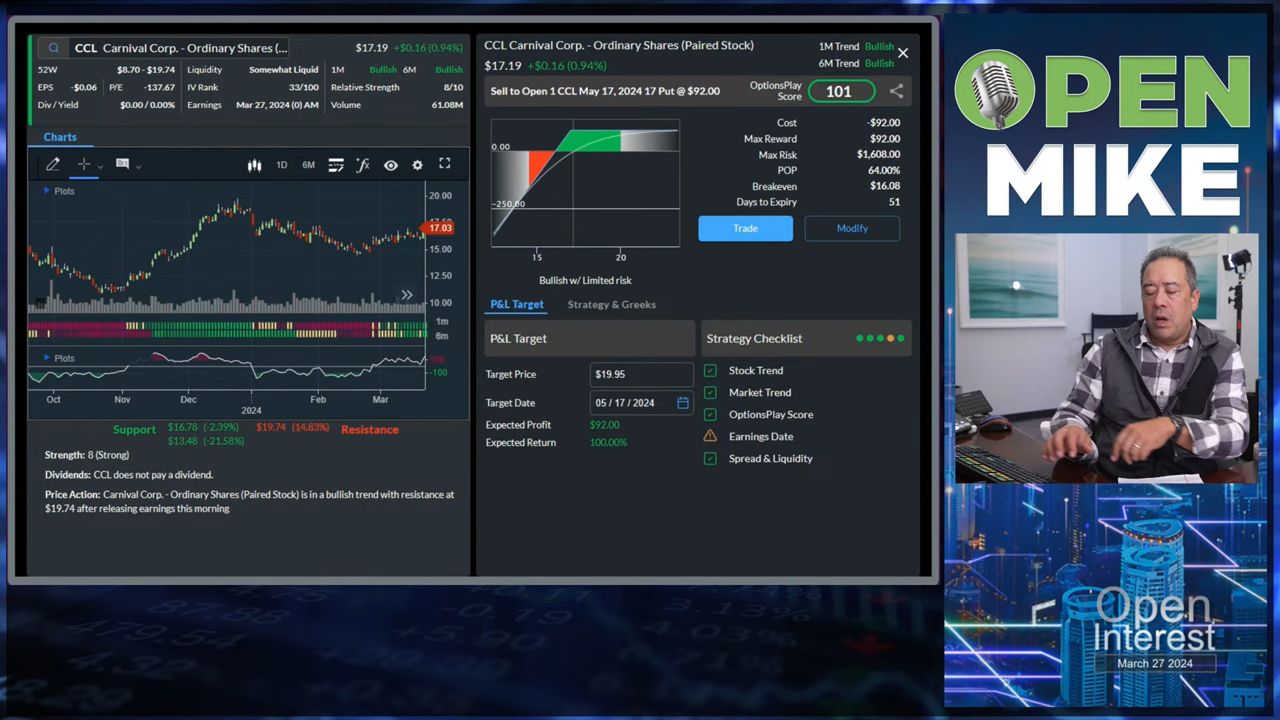 CCL Carnival Corp. - Ordinary Shares (... $17.19 +$0.16 (0.94%)
52W $8.70 - $19.74 Liquidity Somewhat Liquid 1M Bullish 6M Bullish
EPS -$0.06 P/E -137.67 IV Rank 33/100 Relative Strength 8/10
Div / Yield $0.00 / 0.00% Earnings Mar 27, 2024 (0) AM Volume 61.08M
Charts
1D 6M
Plots
20.00
17.03
15.00
12.50
10.00
1m
6m
Plots
-100
Oct Nov Dec Feb Mar
2024
Support $16.78 (-2.39%) $19.74 (14.83%) Resistance
$13.48 (-21.58%)
Strength: 8 (Strong)
Dividends: CCL does not pay a dividend.
Price Action: Carnival Corp. - Ordinary Shares (Paired Stock) is in a bullish trend with resistance at
$19.74 after releasing earnings this morning
CCL Carnival Corp. - Ordinary Shares (Paired Stock) 1M Trend Bullish
$17.19 +$0.16 (0.94%) 6M Trend Bullish
Sell to Open 1 CCL May 17, 2024 17 Put @ $92.00 OptionsPlay Score 101
0.00
-250.00
15 20
Cost -$92.00
Max Reward $92.00
Max Risk $1,608.00
POP 64.00%
Breakeven $16.08
Days to Expiry 51
Trade Modify
Bullish w/ Limited risk
P&L Target Strategy & Greeks
P&L Target
Target Price $19.95
Target Date 05 / 17 / 2024
Expected Profit $92.00
Expected Return 100.00%
Strategy Checklist
Stock Trend
Market Trend
OptionsPlay Score
Earnings Date
Spread & Liquidity
OPEN
MIKE
Open
Interest
March 27 2024